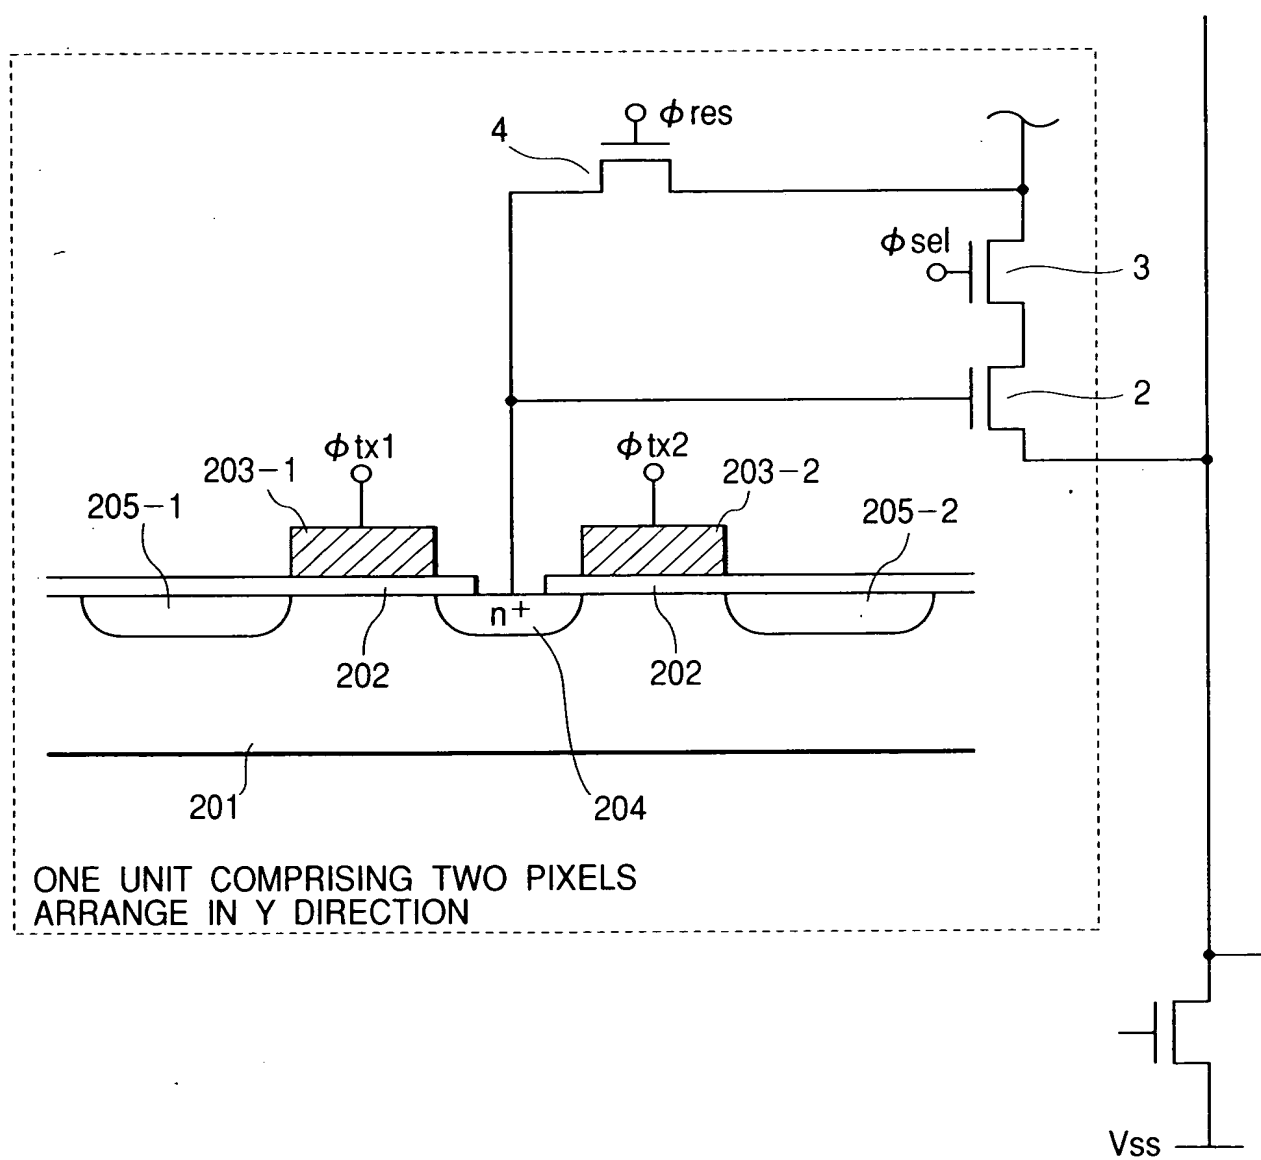 ϕres
4
ϕsel
3
2
ϕtx1
ϕtx2
203-1
203-2
205-1
205-2
n+
202
202
201
204
ONE UNIT COMPRISING TWO PIXELS
ARRANGE IN Y DIRECTION
Vss